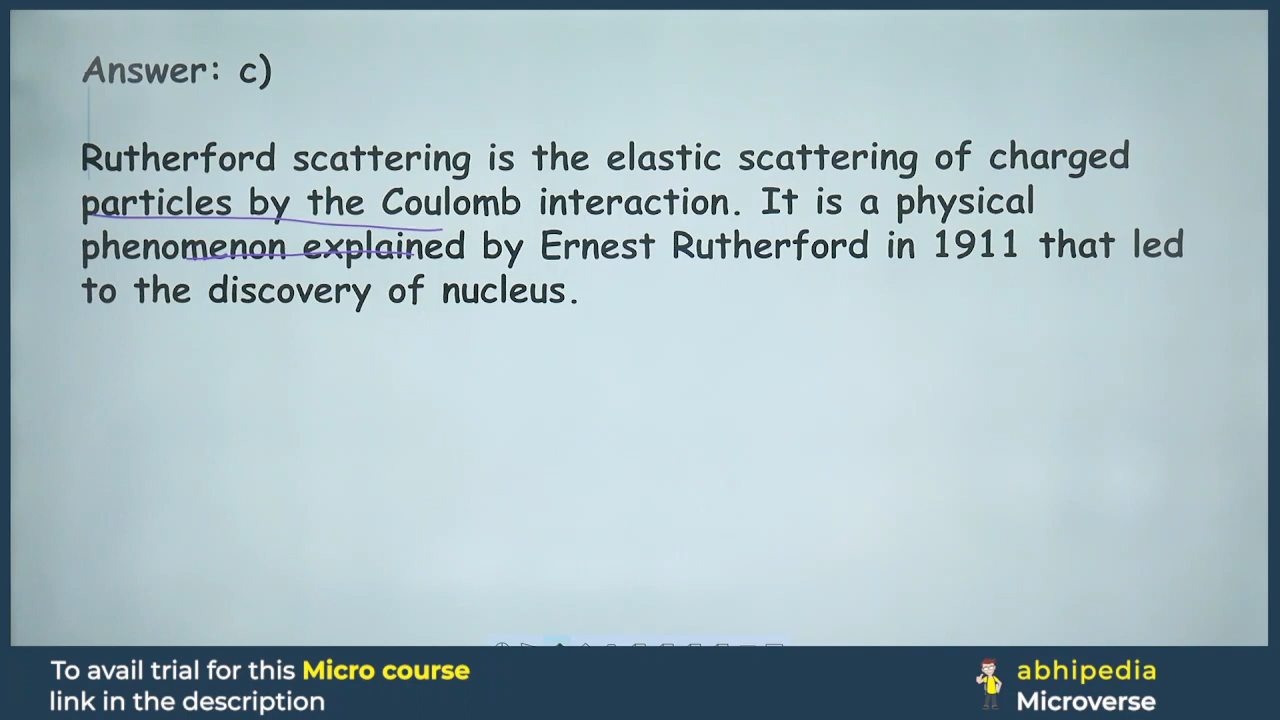 Answer: c)
Rutherford scattering is the elastic scattering of charged
particles by the Coulomb interaction. It is a physical
phenomenon explained by Ernest Rutherford in 1911 that led
to the discovery of nucleus.
To avail trial for this Micro course
link in the description
abhipedia
Microverse